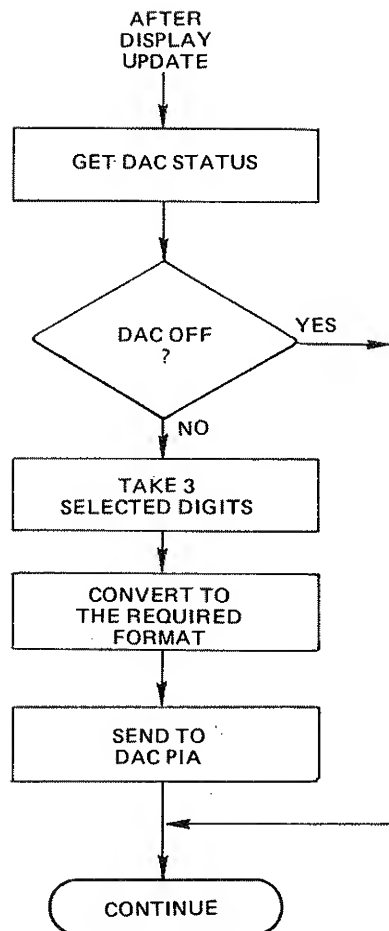 AFTER
DISPLAY
UPDATE
GET DAC STATUS
DAC OFF
?
YES
NO
TAKE 3
SELECTED DIGITS
CONVERT TO
THE REQUIRED
FORMAT
SEND TO
DAC PIA
CONTINUE